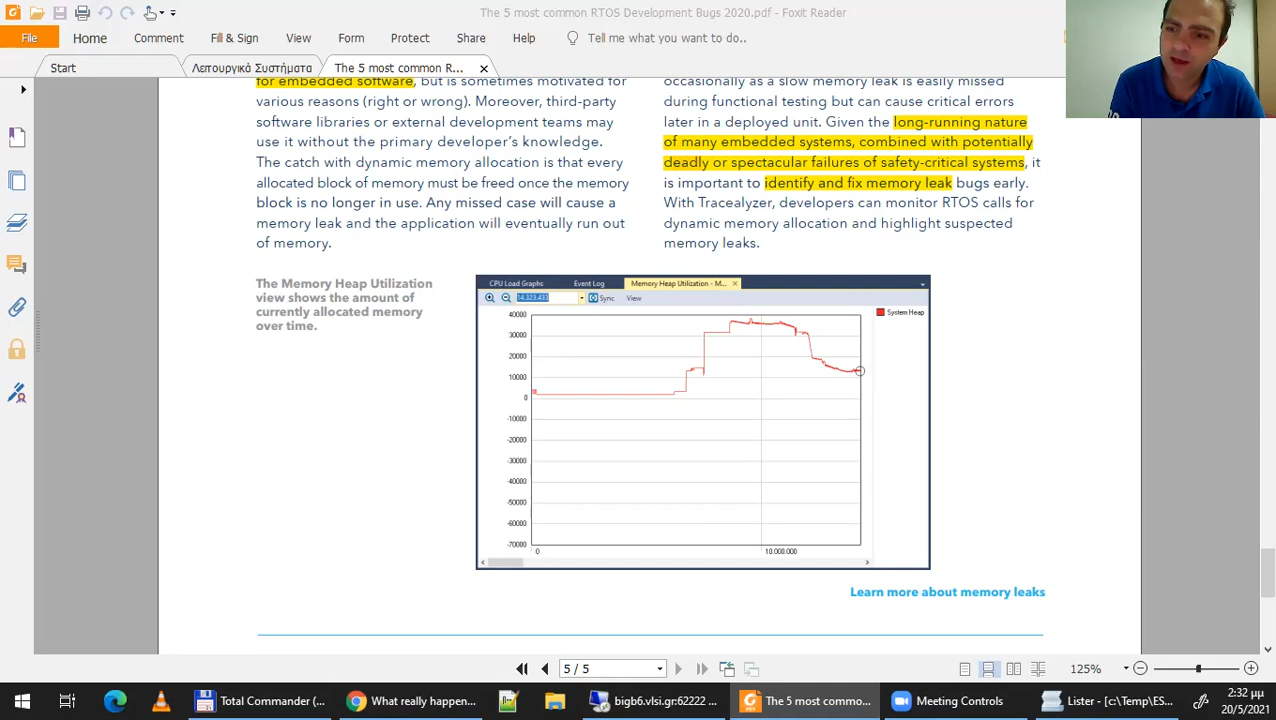 The 5 most common RTOS Development Bugs 2020.pdf - Foxit Reader
File Home Comment Fill & Sign View Form Protect Share Help Tell me what you want to do..
Start Λειτουργικά Συστήματα The 5 most common R...
for embedded software, but is sometimes motivated for
various reasons (right or wrong). Moreover, third-party
software libraries or external development teams may
use it without the primary developer's knowledge.
The catch with dynamic memory allocation is that every
allocated block of memory must be freed once the memory
block is no longer in use. Any missed case will cause a
memory leak and the application will eventually run out
of memory.
occasionally as a slow memory leak is easily missed
during functional testing but can cause critical errors
later in a deployed unit. Given the long-running nature
of many embedded systems, combined with potentially
deadly or spectacular failures of safety-critical systems, it
is important to identify and fix memory leak bugs early.
With Tracealyzer, developers can monitor RTOS calls for
dynamic memory allocation and highlight suspected
memory leaks.
The Memory Heap Utilization
view shows the amount of
currently allocated memory
over time.
CPU Load Graphs Event Log Memory Heap Utilization - M...
14.323.433 Sync View
System Heap
40000
30000
20000
10000
0
-10000
-20000
-30000
-40000
-50000
-60000
-70000
0 10.000.000
Learn more about memory leaks
5 / 5 125%
Total Commander (... What really happen... bigb6.vlsi.gr:62222 ... The 5 most commo... Meeting Controls Lister - [c:\Temp\ES...
2:32 μμ
20/5/2021